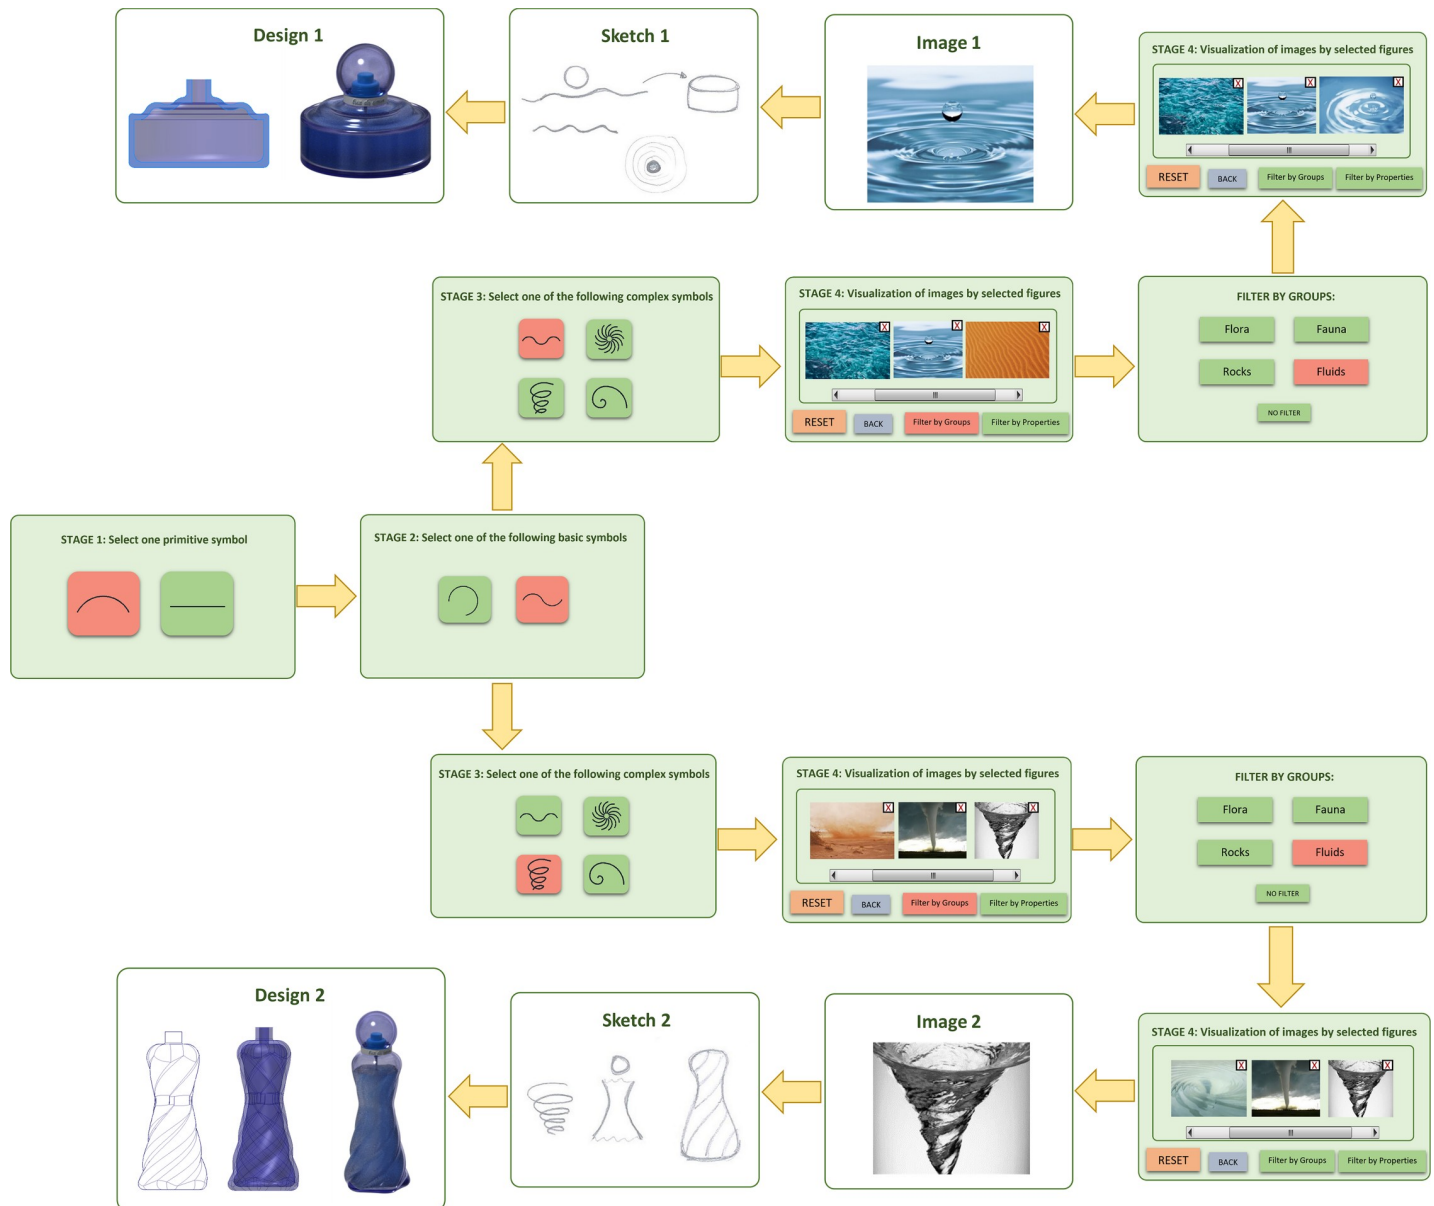 Design 1
Sketch 1
Image 1
STAGE 4: Visualization of images by selected figures
X
X
X
RESET
BACK
Filter by Groups
Filter by Properties
STAGE 3: Select one of the following complex symbols
STAGE 4: Visualization of images by selected figures
X
X
X
RESET
BACK
Filter by Groups
Filter by Properties
FILTER BY GROUPS:
Flora
Fauna
Rocks
Fluids
NO FILTER
STAGE 1: Select one primitive symbol
STAGE 2: Select one of the following basic symbols
STAGE 3: Select one of the following complex symbols
STAGE 4: Visualization of images by selected figures
X
X
X
RESET
BACK
Filter by Groups
Filter by Properties
FILTER BY GROUPS:
Flora
Fauna
Rocks
Fluids
NO FILTER
Design 2
Sketch 2
Image 2
STAGE 4: Visualization of images by selected figures
X
X
X
RESET
BACK
Filter by Groups
Filter by Properties